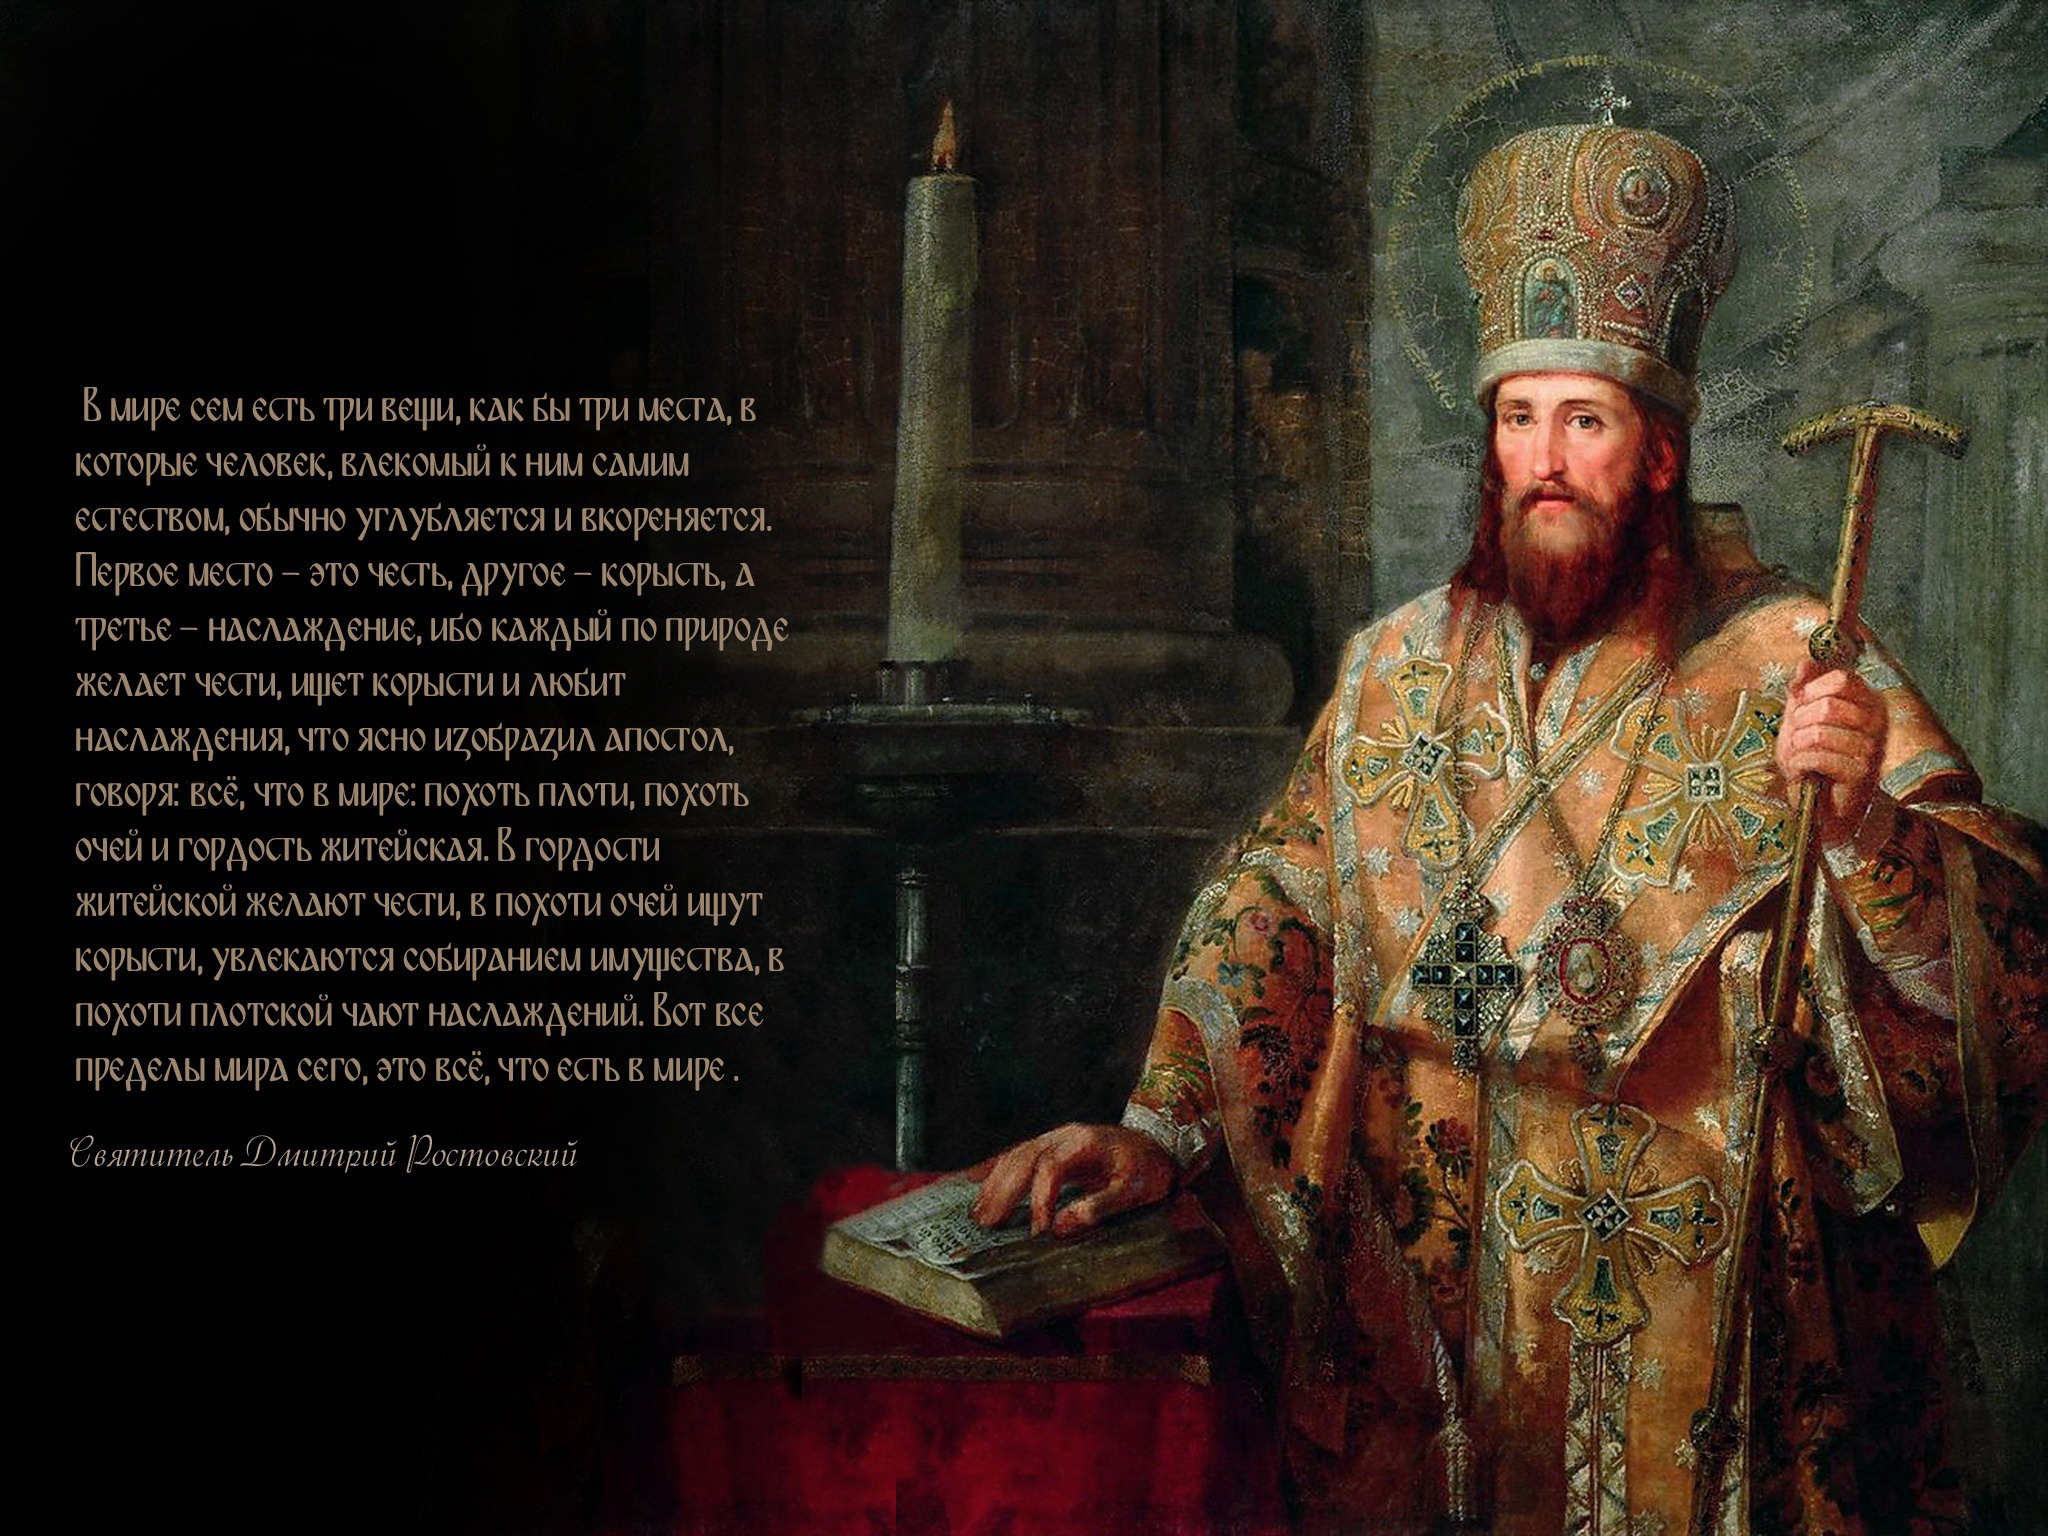 В мире сем есть три вещи, как бы три места, в
которые человек, влекомый к ним самим
естеством, обычно углубляется и вкореняется.
Первое место – это честь, другое – корысть, а
третье – наслаждение, ибо каждый по природе
желает чести, ищет корысти и любит
наслаждения, что ясно изобразил апостол,
говоря: всё, что в мире: похоть плоти, похоть
очей и гордость житейская. В гордости
житейской желают чести, в похоти очей ищут
корысти, увлекаются собиранием имущества, в
похоти плотской чают наслаждений. Вот все
пределы мира сего, это всё, что есть в мире .
Святитель Дмитрий Ростовский